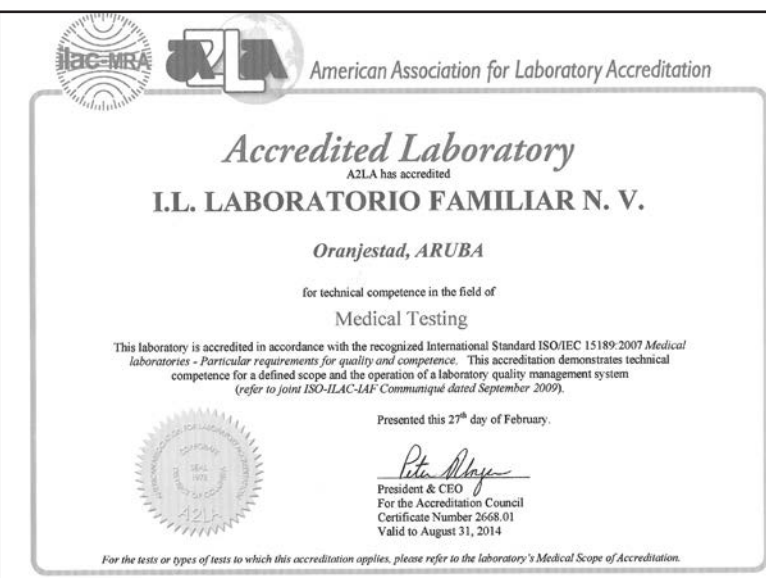 ilac-MRA
A2LA
American Association for Laboratory Accreditation
Accredited Laboratory
A2LA has accredited
I.L. LABORATORIO FAMILIAR N. V.
Oranjestad, ARUBA
for technical competence in the field of
Medical Testing
This laboratory is accredited in accordance with the recognized International Standard ISO/IEC 15189:2007 Medical
laboratories - Particular requirements for quality and competence. This accreditation demonstrates technical
competence for a defined scope and the operation of a laboratory quality management system
(refer to joint ISO-ILAC-IAF Communiqué dated September 2009).
Presented this 27th day of February.
President & CEO
For the Accreditation Council
Certificate Number 2668.01
Valid to August 31, 2014
SEAL
1978
A2LA
For the tests or types of tests to which this accreditation applies, please refer to the laboratory's Medical Scope of Accreditation.